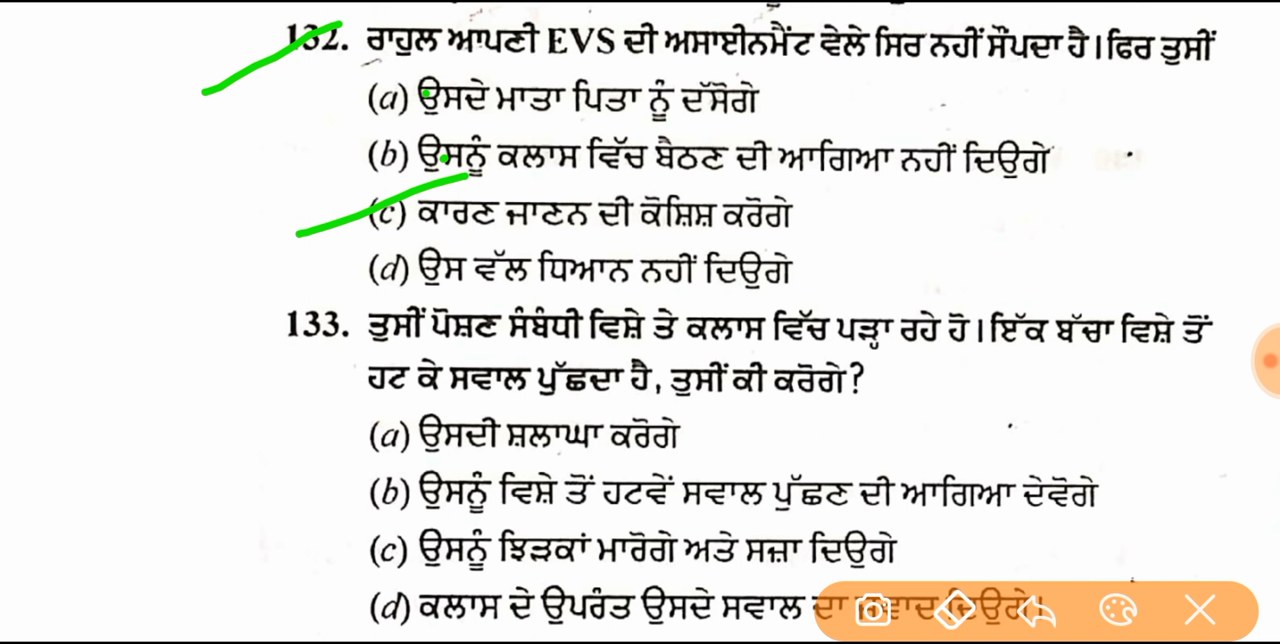 132. ਰਾਹੁਲ ਆਪਣੀ EVS ਦੀ ਅਸਾਈਨਮੈਂਟ ਵੇਲੇ ਸਿਰ ਨਹੀਂ ਸੌਂਪਦਾ ਹੈ। ਫਿਰ ਤੁਸੀਂ
(a) ਉਸਦੇ ਮਾਤਾ ਪਿਤਾ ਨੂੰ ਦੱਸੋਗੇ
(b) ਉਸਨੂੰ ਕਲਾਸ ਵਿੱਚ ਬੈਠਣ ਦੀ ਆਗਿਆ ਨਹੀਂ ਦਿਉਗੇ
(c) ਕਾਰਣ ਜਾਣਨ ਦੀ ਕੋਸ਼ਿਸ਼ ਕਰੋਗੇ
(d) ਉਸ ਵੱਲ ਧਿਆਨ ਨਹੀਂ ਦਿਉਗੇ
133. ਤੁਸੀਂ ਪੋਸ਼ਣ ਸੰਬੰਧੀ ਵਿਸ਼ੇ ਤੇ ਕਲਾਸ ਵਿੱਚ ਪੜ੍ਹਾ ਰਹੇ ਹੋ। ਇੱਕ ਬੱਚਾ ਵਿਸ਼ੇ ਤੋਂ
ਹਟ ਕੇ ਸਵਾਲ ਪੁੱਛਦਾ ਹੈ, ਤੁਸੀਂ ਕੀ ਕਰੋਗੇ?
(a) ਉਸਦੀ ਸ਼ਲਾਘਾ ਕਰੋਗੇ
(b) ਉਸਨੂੰ ਵਿਸ਼ੇ ਤੋਂ ਹਟਵੇਂ ਸਵਾਲ ਪੁੱਛਣ ਦੀ ਆਗਿਆ ਦੇਵੋਗੇ
(c) ਉਸਨੂੰ ਝਿੜਕਾਂ ਮਾਰੋਗੇ ਅਤੇ ਸਜ਼ਾ ਦਿਉਗੇ
(d) ਕਲਾਸ ਦੇ ਉਪਰੰਤ ਉਸਦੇ ਸਵਾਲ ਦਾ ਜਵਾਦ ਦਿਉਗੇ।